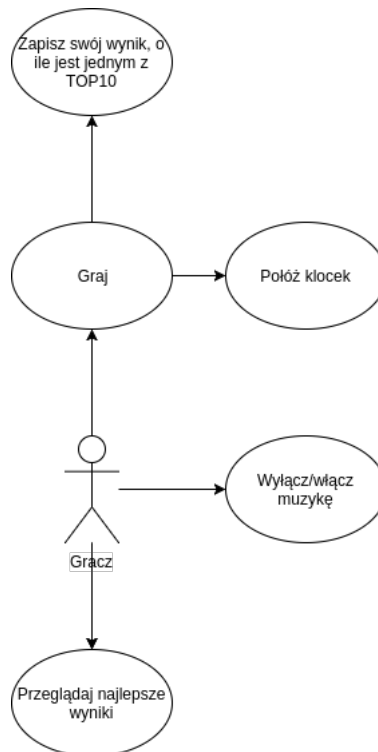 Zapisz swój wynik, o
ile jest jednym z
TOP10
Graj
Połóż klocek
Wyłącz/włącz
muzykę
Gracz
Przeglądaj najlepsze
wyniki